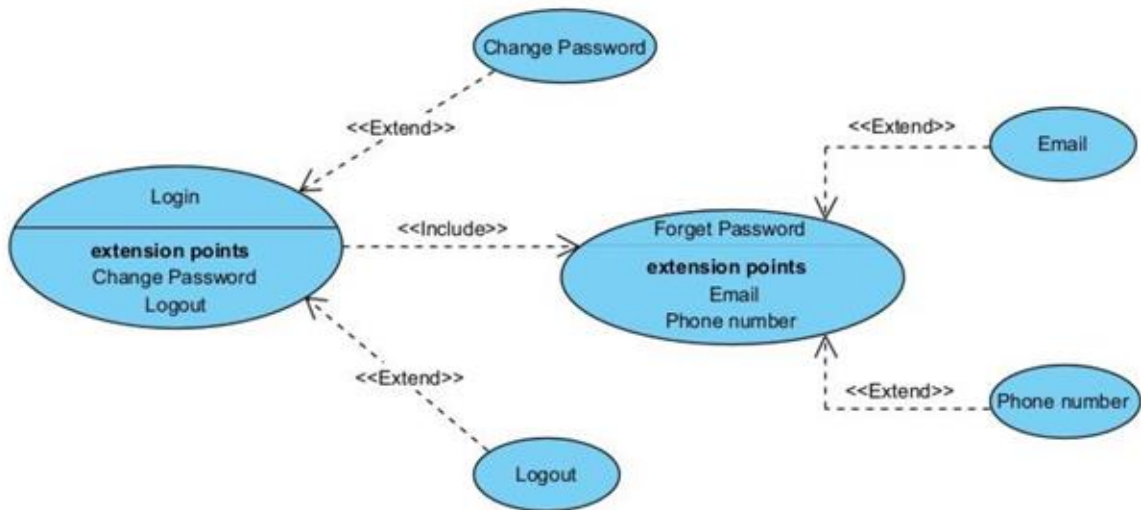 Change Password
<<Extend>>
<<Extend>>
Email
Login
extension points
Change Password
Logout
<<Include>>
Forget Password
extension points
Email
Phone number
<<Extend>>
<<Extend>>
Phone number
Logout